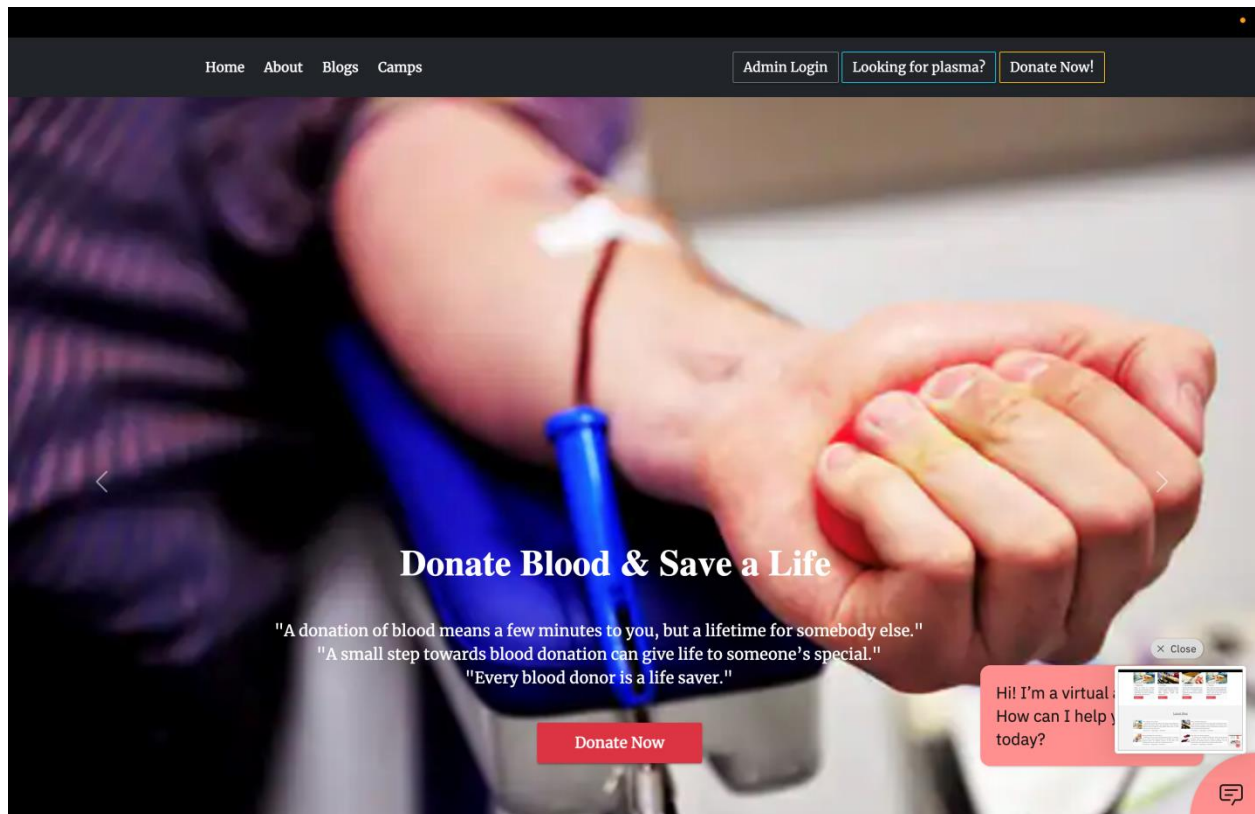 Home About Blogs Camps Admin Login Looking for plasma? Donate Now!
Donate Blood & Save a Life
"A donation of blood means a few minutes to you, but a lifetime for somebody else."
"A small step towards blood donation can give life to someone’s special."
"Every blood donor is a life saver."
Donate Now
× Close
Hi! I’m a virtual
How can I help
today?